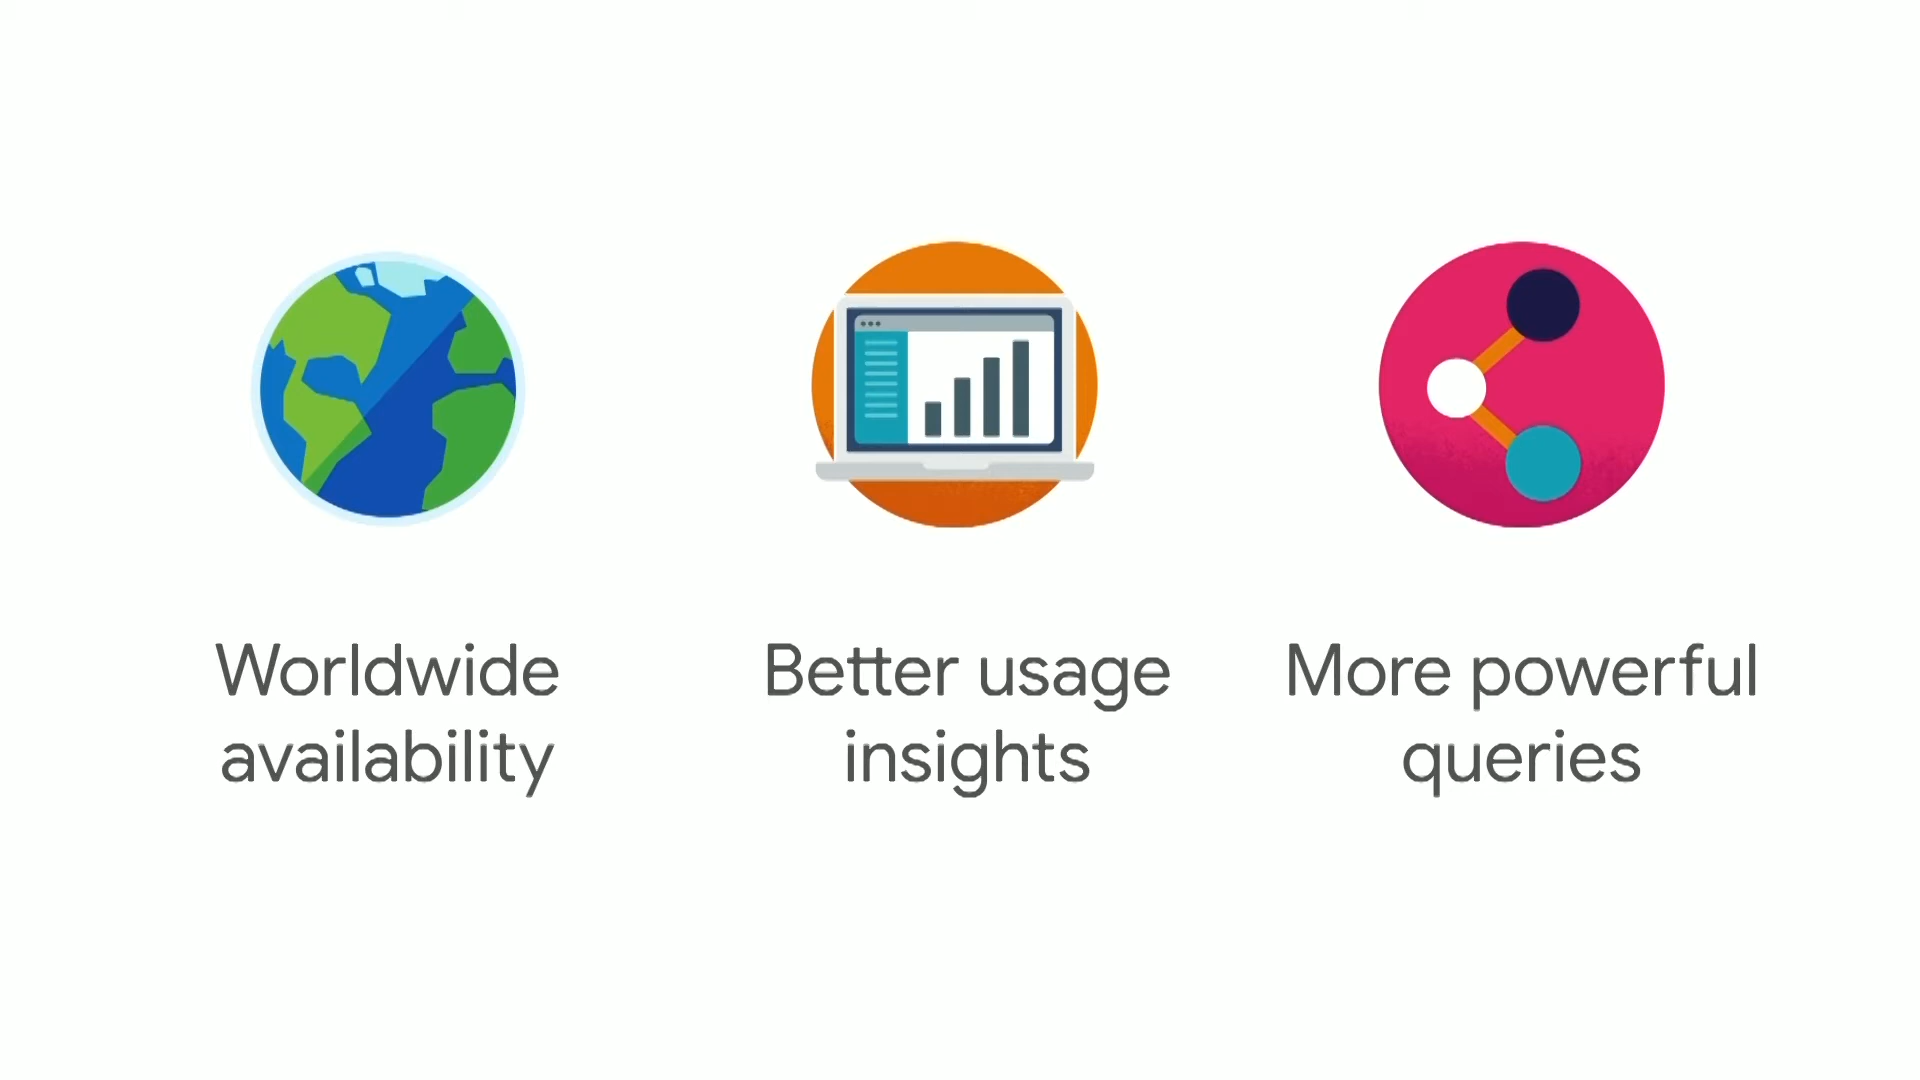 Worldwide
availability
Better usage
insights
More powerful
queries